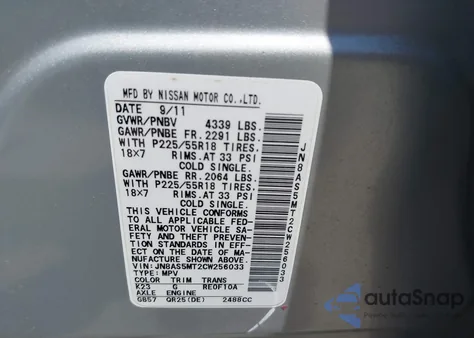 MFD BY NISSAN MOTOR CO.,LTD.
DATE 9/11
GVWR/PNBV 4339 LBS.
GAWR/PNBE FR. 2291 LBS.
WITH P225/55R18 TIRES.
18X7 RIMS.AT 33 PSI
COLD SINGLE.
GAWR/PNBE RR. 2064 LBS.
WITH P225/55R18 TIRES.
18X7 RIMS.AT 33 PSI
COLD SINGLE.
THIS VEHICLE CONFORMS
TO ALL APPLICABLE FED-
ERAL MOTOR VEHICLE SA-
FETY AND THEFT PREVEN-
TION STANDARDS IN EFF-
ECT ON THE DATE OF MA-
NUFACTURE SHOWN ABOVE.
VIN : JN8AS5MT2CW256033
TYPE: MPV
COLOR TRIM TRANS
K23 G RE0F10A
AXLE ENGINE
GB57 QR25(DE) 2488CC
JN8AS5MT2CW256033
autoSnap